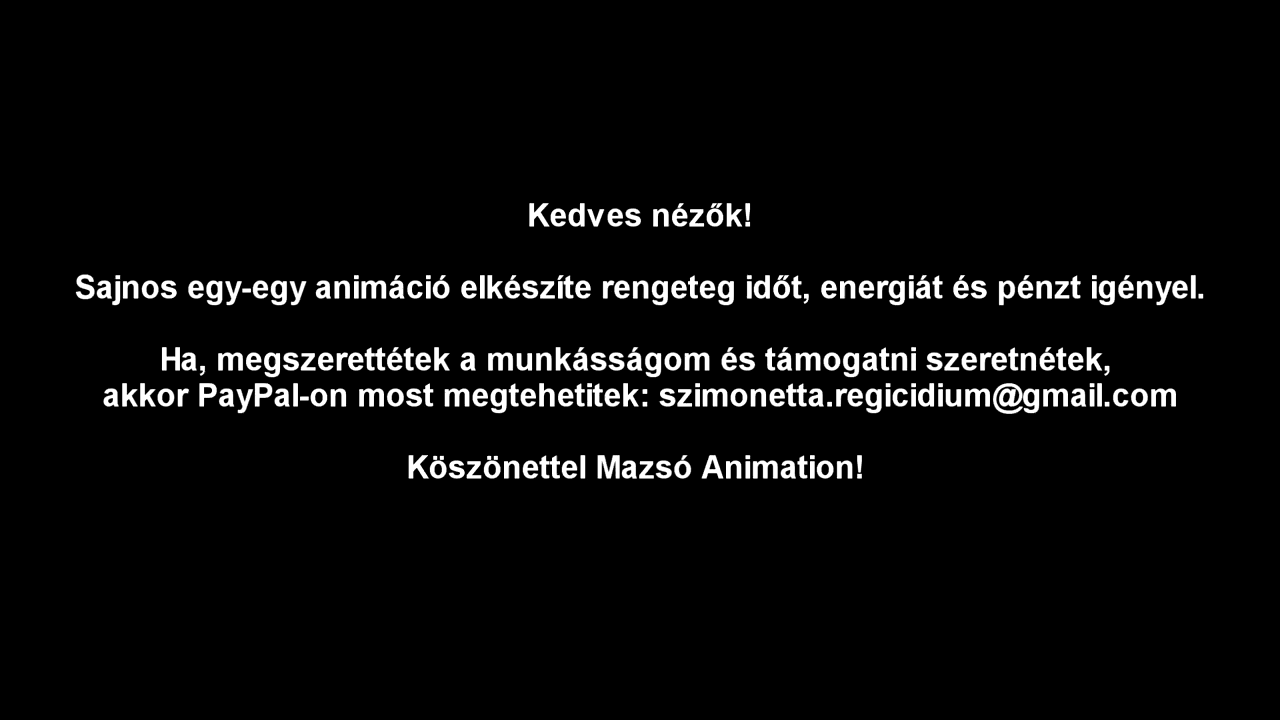 Kedves nézők!
Sajnos egy-egy animáció elkészíte rengeteg időt, energiát és pénzt igényel.
Ha, megszerettétek a munkásságom és támogatni szeretnétek,
akkor PayPal-on most megtehetitek: szimonetta.regicidium@gmail.com
Köszönettel Mazsó Animation!